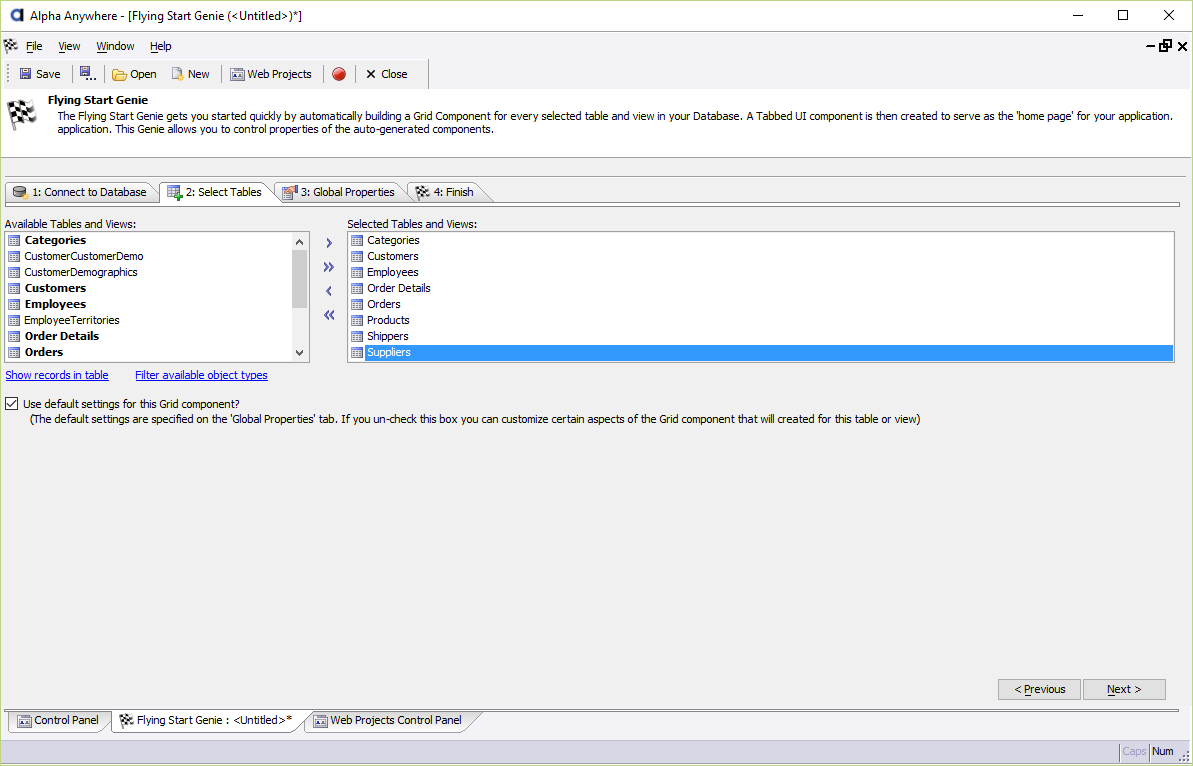 Alpha Anywhere - [Flying Start Genie (<Untitled>)*]
File View Window Help
Save Open New Web Projects Close
Flying Start Genie
The Flying Start Genie gets you started quickly by automatically building a Grid Component for every selected table and view in your Database. A Tabbed UI component is then created to serve as the 'home page' for your application.
application. This Genie allows you to control properties of the auto-generated components.
1: Connect to Database 2: Select Tables 3: Global Properties 4: Finish
Available Tables and Views: Selected Tables and Views:
Categories Categories
CustomerCustomerDemo Customers
CustomerDemographics Employees
Customers Order Details
Employees Orders
EmployeeTerritories Products
Order Details Shippers
Orders Suppliers
Show records in table Filter available object types
Use default settings for this Grid component?
(The default settings are specified on the 'Global Properties' tab. If you un-check this box you can customize certain aspects of the Grid component that will created for this table or view)
< Previous Next >
Control Panel Flying Start Genie : <Untitled>* Web Projects Control Panel
Caps Num